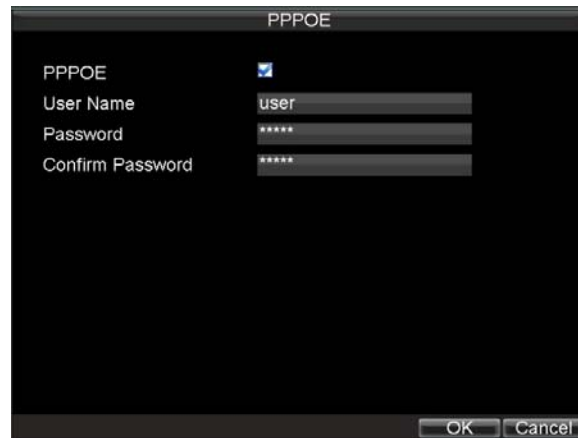 PPPOE
PPPOE
User Name user
Password *****
Confirm Password *****
OK Cancel